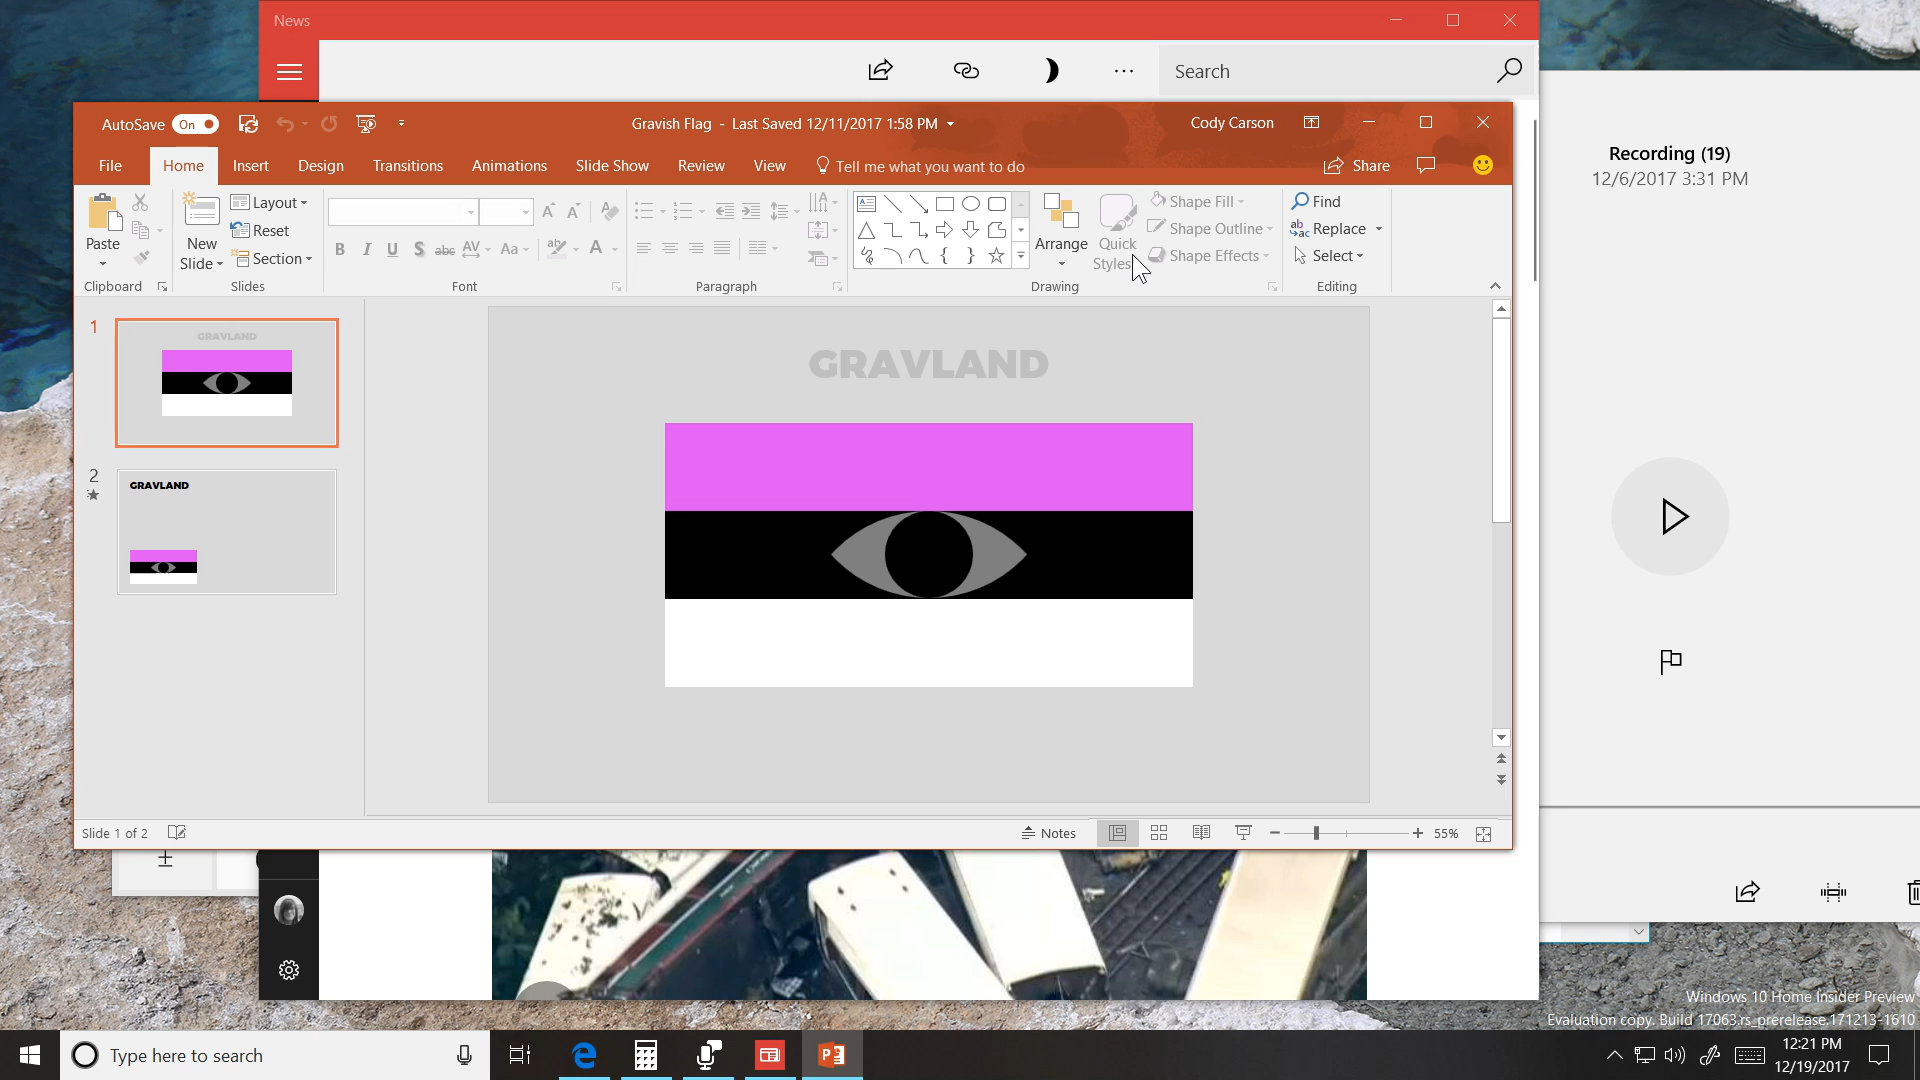 News
Search
AutoSave On
Gravish Flag - Last Saved 12/11/2017 1:58 PM
Cody Carson
File Home Insert Design Transitions Animations Slide Show Review View Tell me what you want to do Share
Paste
New Slide
Layout
Reset
Section
B I U S abc AV Aa A
Arrange
Quick Styles
Shape Fill
Shape Outline
Shape Effects
Find
Replace
Select
Clipboard Slides Font Paragraph Drawing Editing
1
GRAVLAND
2
GRAVLAND
GRAVLAND
Slide 1 of 2
Notes
55%
Recording (19)
12/6/2017 3:31 PM
Windows 10 Home Insider Preview
Evaluation copy. Build 17063.rs_prerelease.171213-1610
Type here to search
12:21 PM
12/19/2017